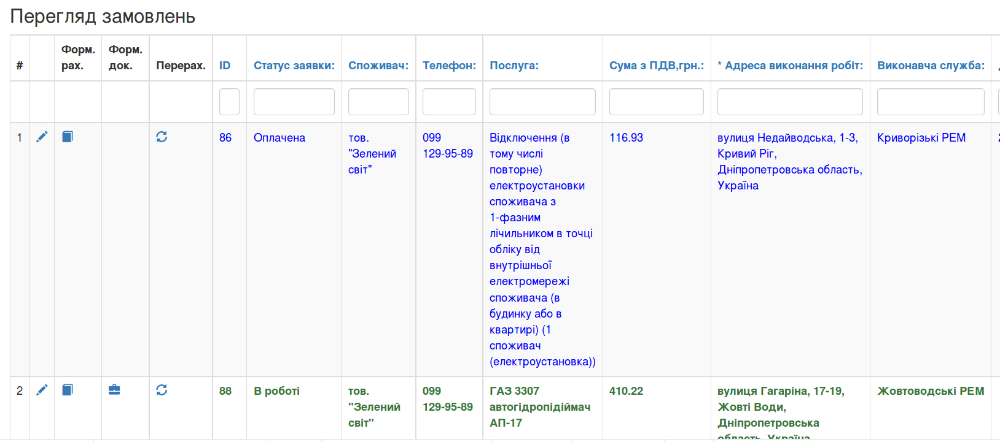 Перегляд замовлень
#
Форм.
рах.
Форм.
док.
Перерах.
ID
Статус заявки:
Споживач:
Телефон:
Послуга:
Сума з ПДВ,грн.:
* Адреса виконання робіт:
Виконавча служба:
1
86
Оплачена
тов.
"Зелений
світ"
099
129-95-89
Відключення (в
тому числі
повторне)
електроустановки
споживача з
1-фазним
лічильником в точці
обліку від
внутрішньої
електромережі
споживача (в
будинку або в
квартирі) (1
споживач
(електроустановка))
116.93
вулиця Недайводська, 1-3,
Кривий Ріг,
Дніпропетровська область,
Україна
Криворізькі РЕМ
2
88
В роботі
тов.
"Зелений
світ"
099
129-95-89
ГАЗ 3307
автогідропідіймач
АП-17
410.22
вулиця Гагаріна, 17-19,
Жовті Води,
Дніпропетровська
область, Україна
Жовтоводські РЕМ